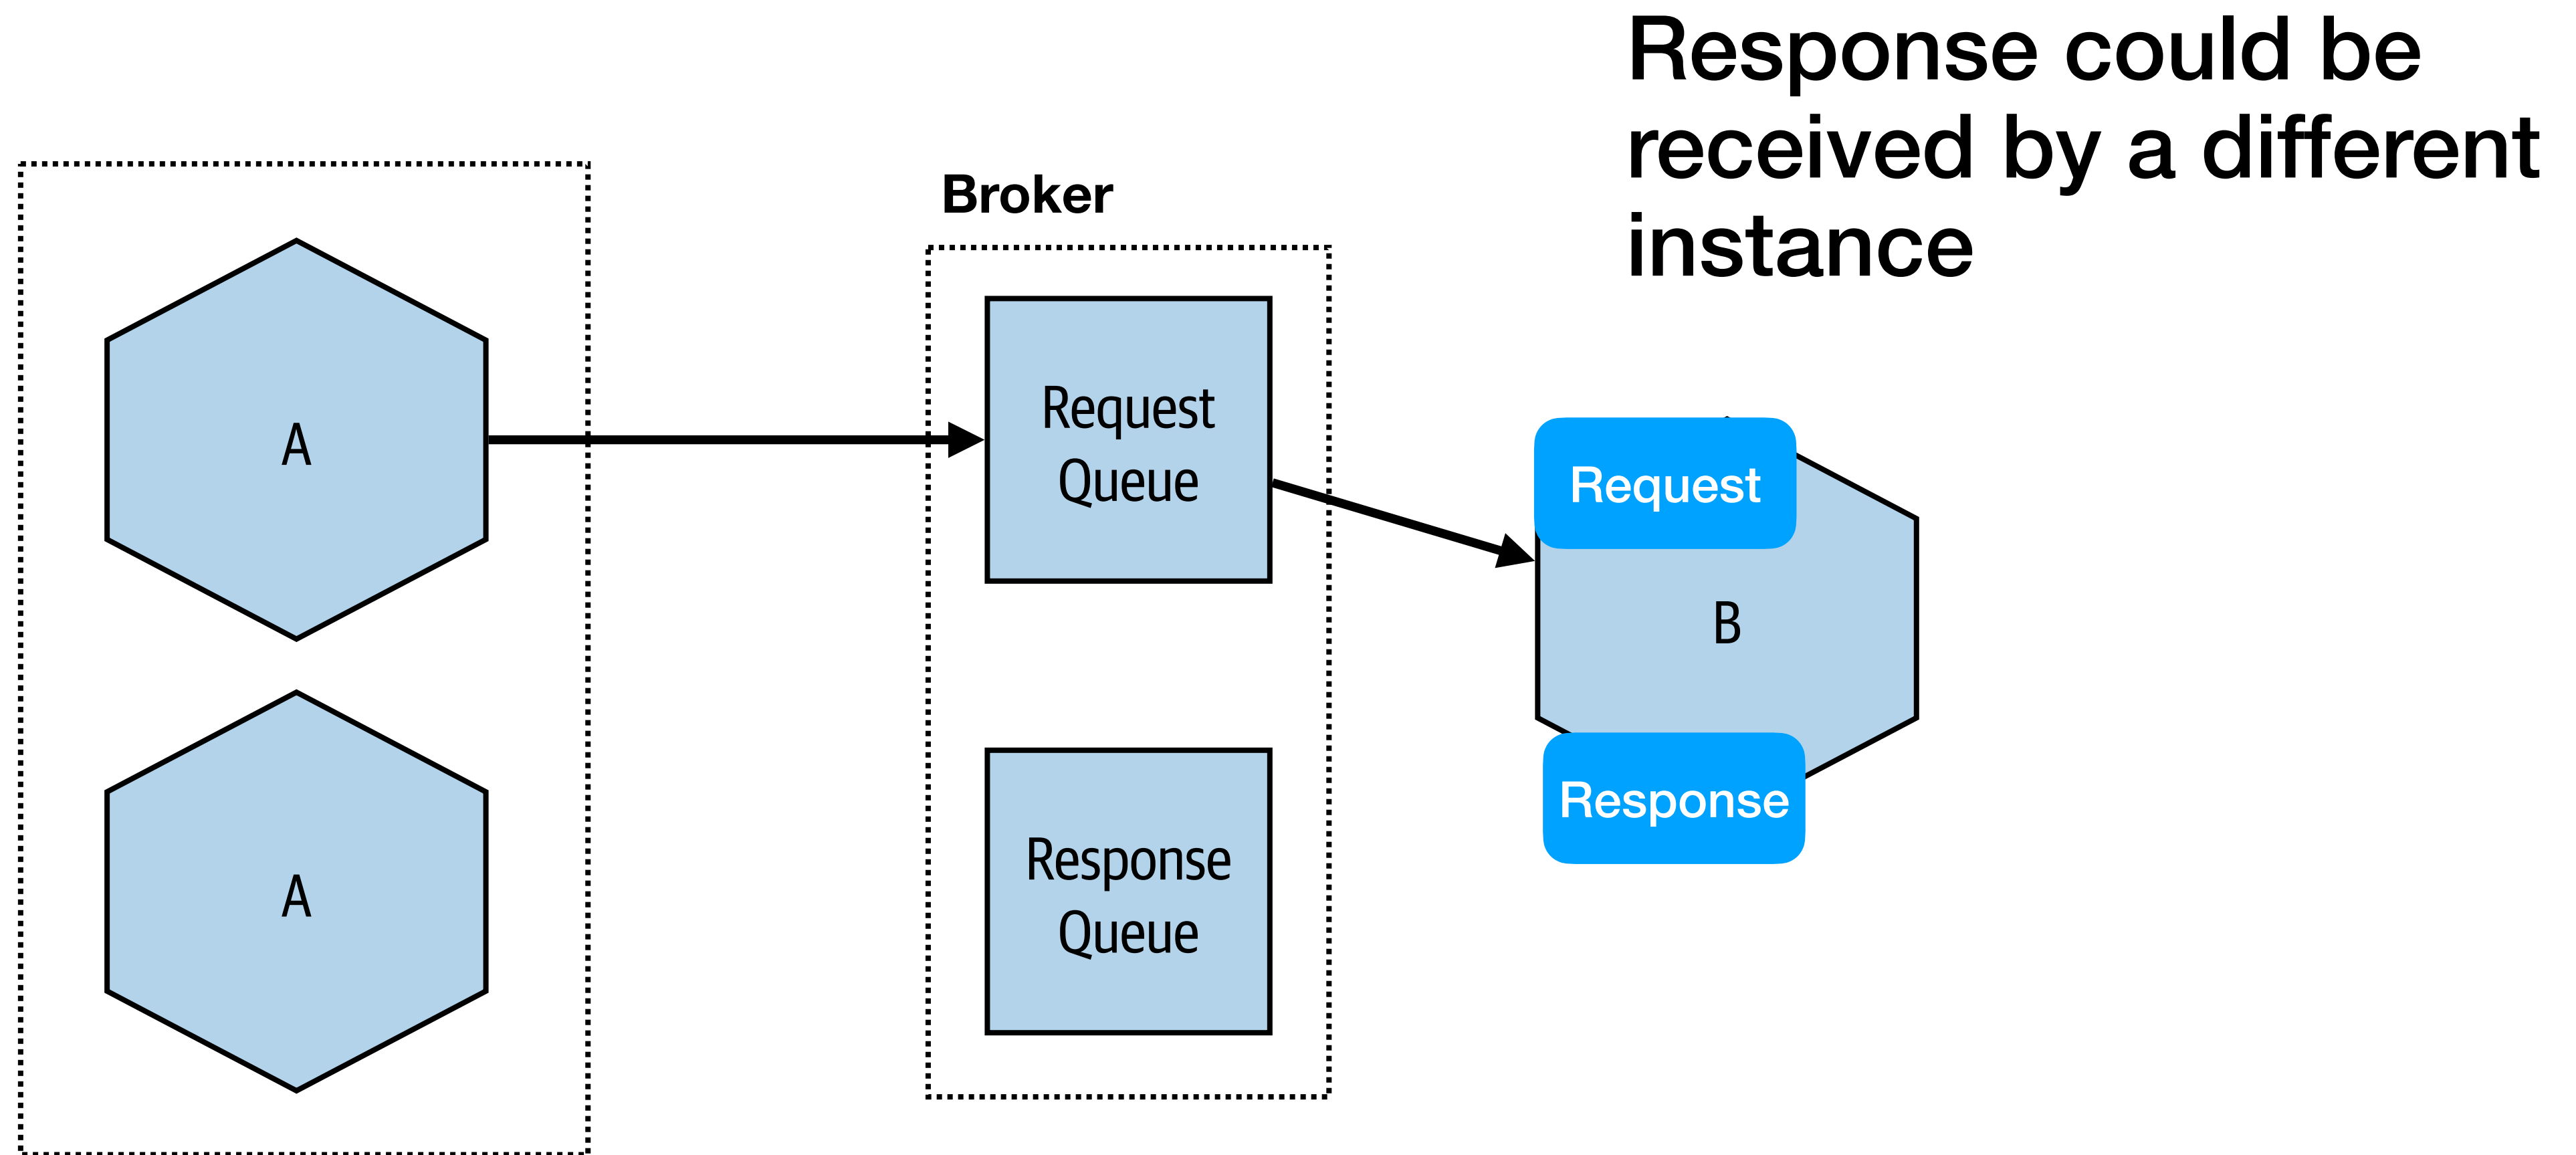 Response could be
received by a different
instance
Broker
A
Request
Queue
Request
B
Response
A
Response
Queue